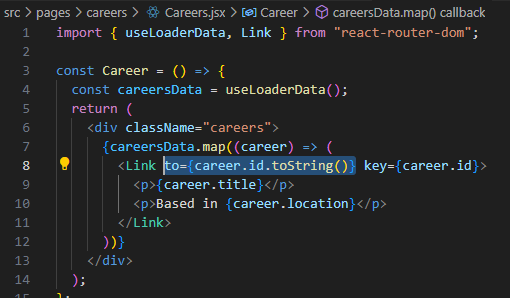 src > pages > careers > Careers.jsx > Career > careersData.map() callback
1 import { useLoaderData, Link } from "react-router-dom";
2
3 const Career = () => {
4 const careersData = useLoaderData();
5 return (
6 <div className="careers">
7 {careersData.map((career) => (
8 <Link to={career.id.toString()} key={career.id}>
9 <p>{career.title}</p>
10 <p>Based in {career.location}</p>
11 </Link>
12 ))}
13 </div>
14 );
15 };